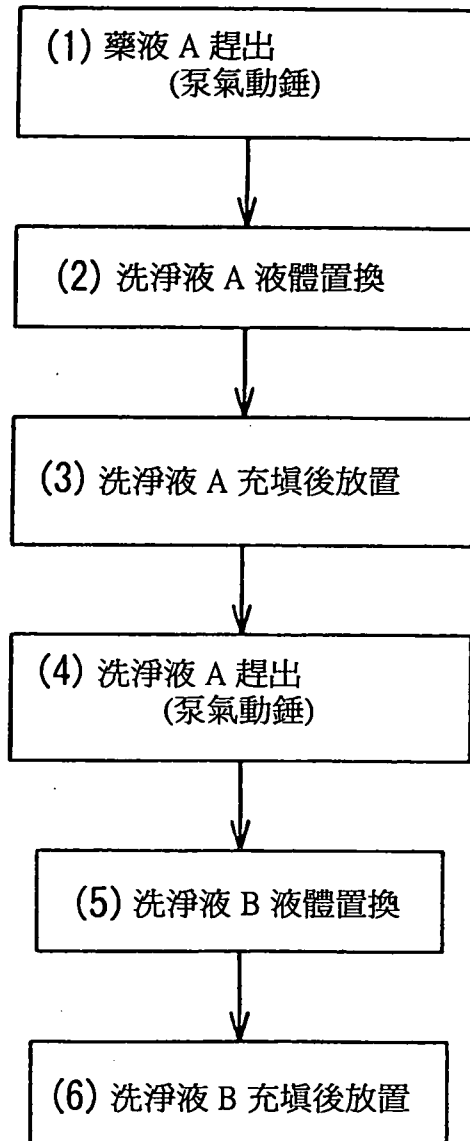 (1) 藥液 A 趕出
(泵氣動錘)
(2) 洗淨液 A 液體置換
(3) 洗淨液 A 充填後放置
(4) 洗淨液 A 趕出
(泵氣動錘)
(5) 洗淨液 B 液體置換
(6) 洗淨液 B 充填後放置